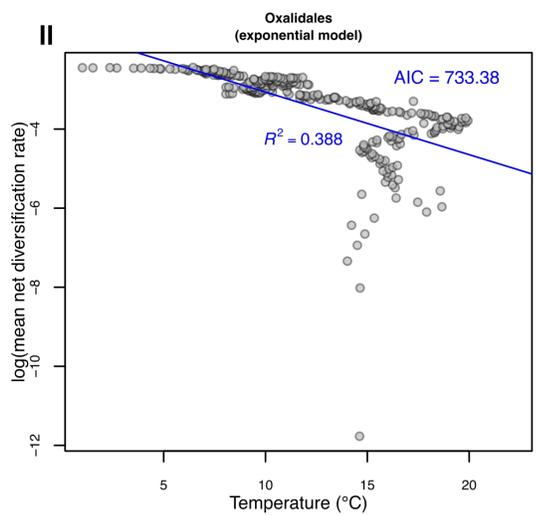 II
Oxalidales
(exponential model)
AIC = 733.38
R² = 0.388
log(mean net diversification rate)
−4
−6
−8
−10
−12
5
10
15
20
Temperature (°C)